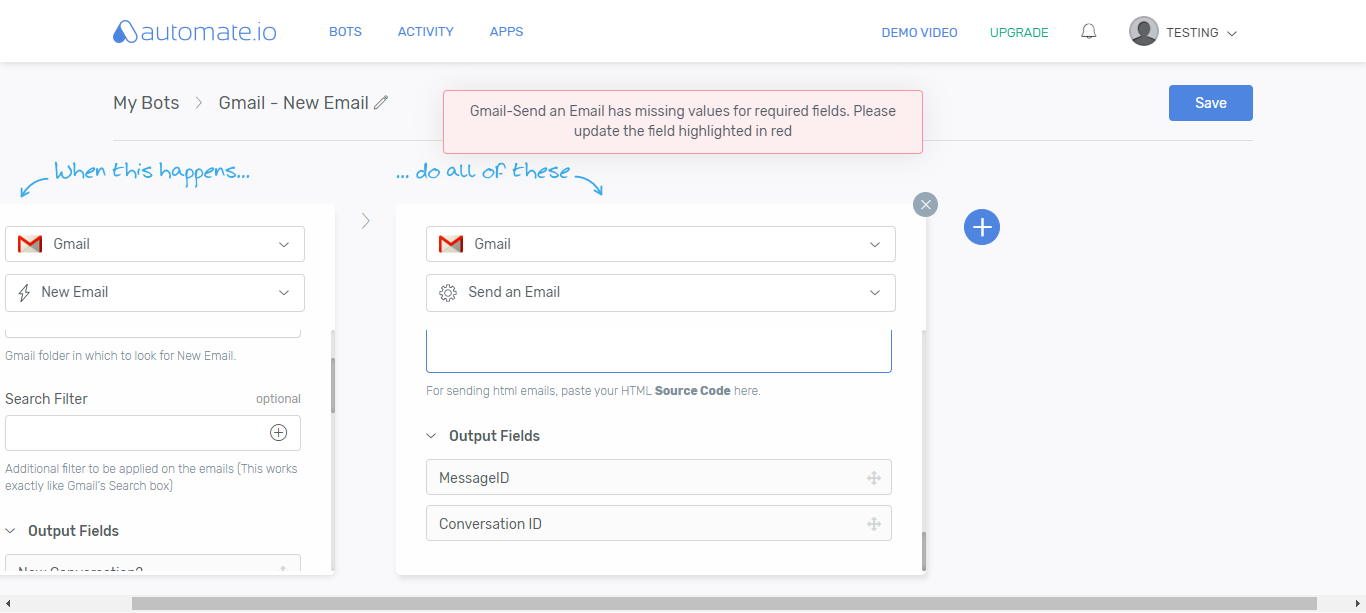 automate.io
BOTS
ACTIVITY
APPS
DEMO VIDEO
UPGRADE
TESTING
My Bots
Gmail - New Email
Gmail-Send an Email has missing values for required fields. Please
update the field highlighted in red
Save
When this happens...
... do all of these
Gmail
New Email
Gmail folder in which to look for New Email.
Search Filter
optional
Additional filter to be applied on the emails (This works
exactly like Gmail's Search box)
Output Fields
New Conversation?
Gmail
Send an Email
For sending html emails, paste your HTML Source Code here.
Output Fields
MessageID
Conversation ID